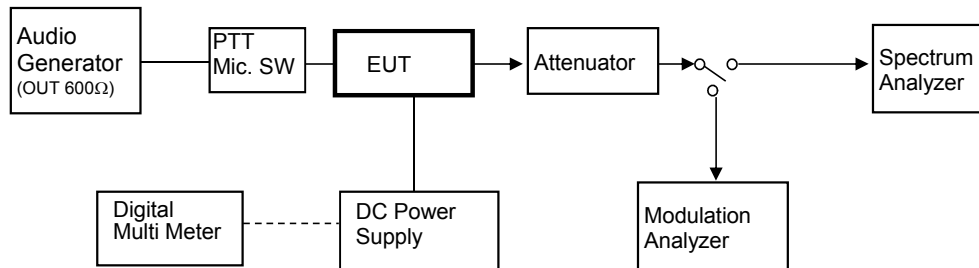 Audio
Generator
(OUT 600Ω)
PTT
Mic. SW
EUT
Attenuator
Spectrum
Analyzer
Digital
Multi Meter
DC Power
Supply
Modulation
Analyzer